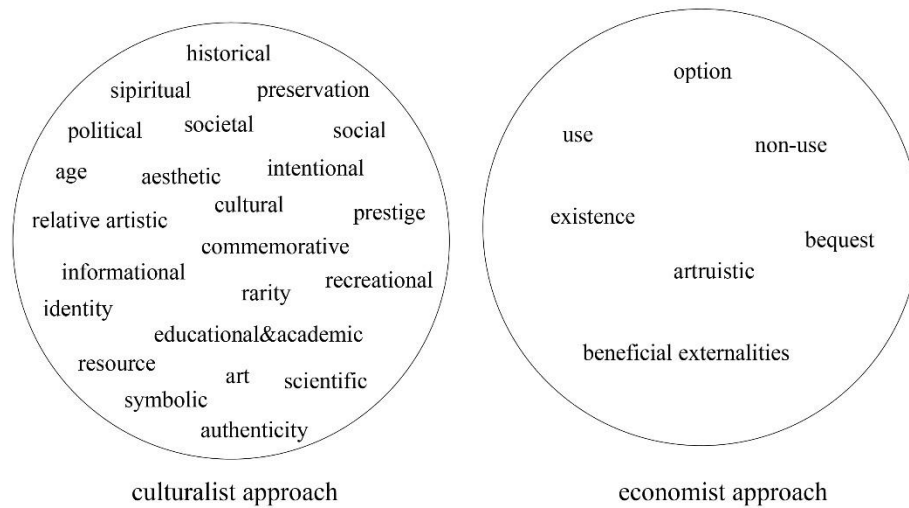 historical
sipiritual preservation
political societal social
age aesthetic intentional
relative artistic cultural prestige
commemorative
informational rarity recreational
identity
educational&academic
resource art scientific
symbolic
authenticity
culturalist approach
option
use non-use
existence bequest
artruistic
beneficial externalities
economist approach